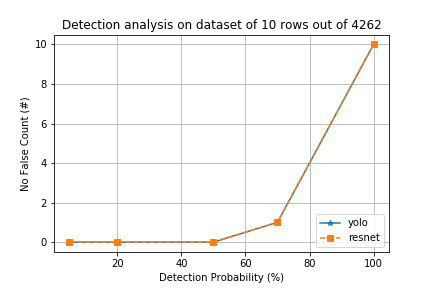 Detection analysis on dataset of 10 rows out of 4262
No False Count (#)
10
8
6
4
2
0
yolo
resnet
20 40 60 80 100
Detection Probability (%)